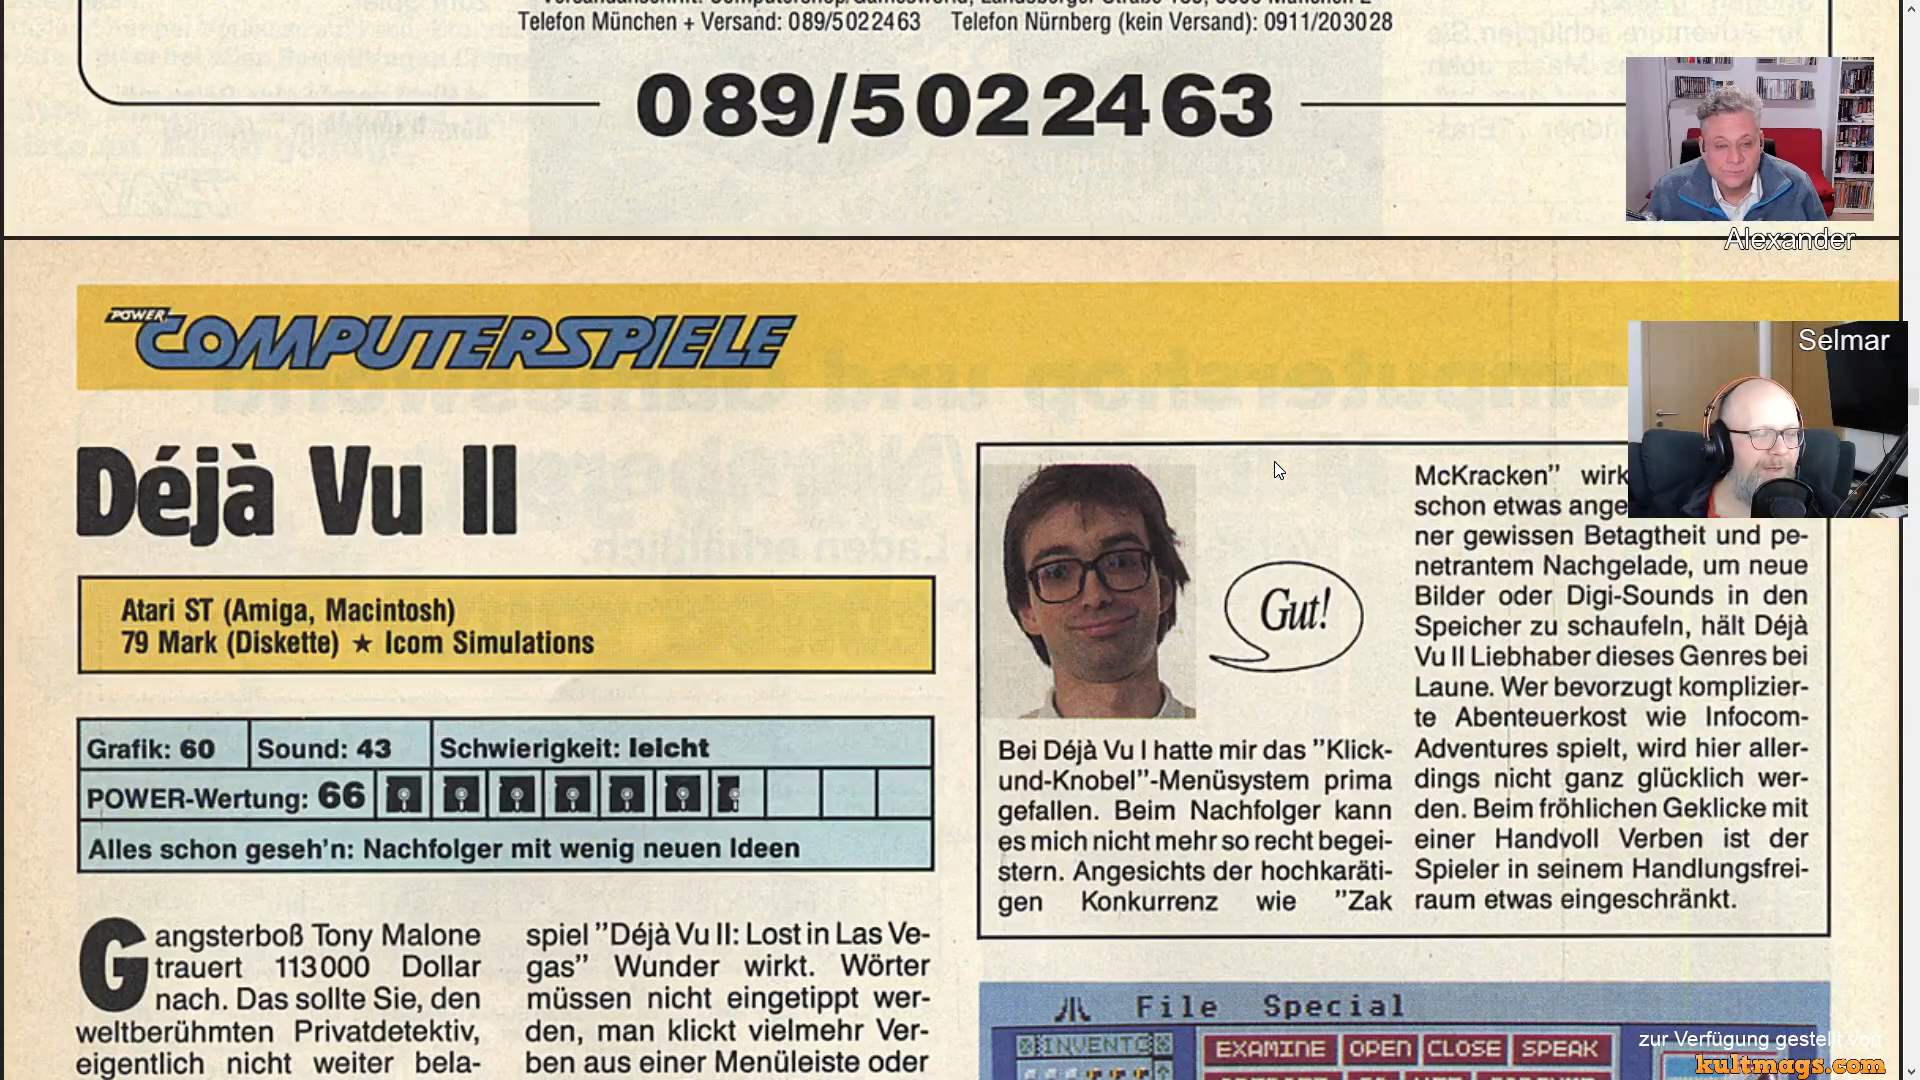 Telefon München + Versand: 089/5022463 Telefon Nürnberg (kein Versand): 0911/203028
089/5022463
Alexander
POWER COMPUTERSPIELE
Selmar
Déjà Vu II
Atari ST (Amiga, Macintosh)
79 Mark (Diskette) ★ Icom Simulations
Grafik: 60 Sound: 43 Schwierigkeit: leicht
POWER-Wertung: 66
Alles schon geseh'n: Nachfolger mit wenig neuen Ideen
Gangsterboß Tony Malone
trauert 113000 Dollar
nach. Das sollte Sie, den
weltberühmten Privatdetektiv,
eigentlich nicht weiter bela-
spiel "Déjà Vu II: Lost in Las Ve-
gas" Wunder wirkt. Wörter
müssen nicht eingetippt wer-
den, man klickt vielmehr Ver-
ben aus einer Menüleiste oder
Gut!
Bei Déjà Vu I hatte mir das "Klick-
und-Knobel"-Menüsystem prima
gefallen. Beim Nachfolger kann
es mich nicht mehr so recht begei-
stern. Angesichts der hochkaräti-
gen Konkurrenz wie "Zak
McKracken" wirk
schon etwas ange
ner gewissen Betagtheit und pe-
netrantem Nachgelade, um neue
Bilder oder Digi-Sounds in den
Speicher zu schaufeln, hält Déjà
Vu II Liebhaber dieses Genres bei
Laune. Wer bevorzugt komplizier-
te Abenteuerkost wie Infocom-
Adventures spielt, wird hier aller-
dings nicht ganz glücklich wer-
den. Beim fröhlichen Geklicke mit
einer Handvoll Verben ist der
Spieler in seinem Handlungsfrei-
raum etwas eingeschränkt.
File Special
INVENTO
EXAMINE OPEN CLOSE SPEAK
zur Verfügung gestellt von
kultmags.com